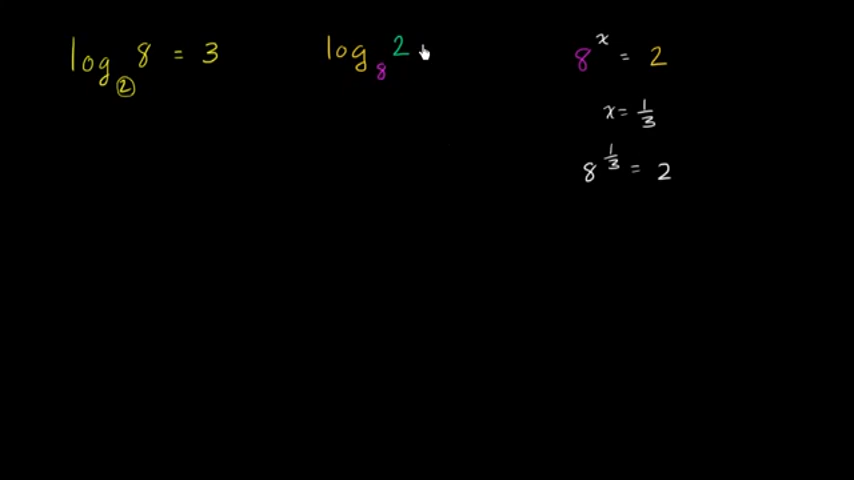 log₂ 8 = 3
log₈ 2
8ˣ = 2
x = 1/3
8^(1/3) = 2